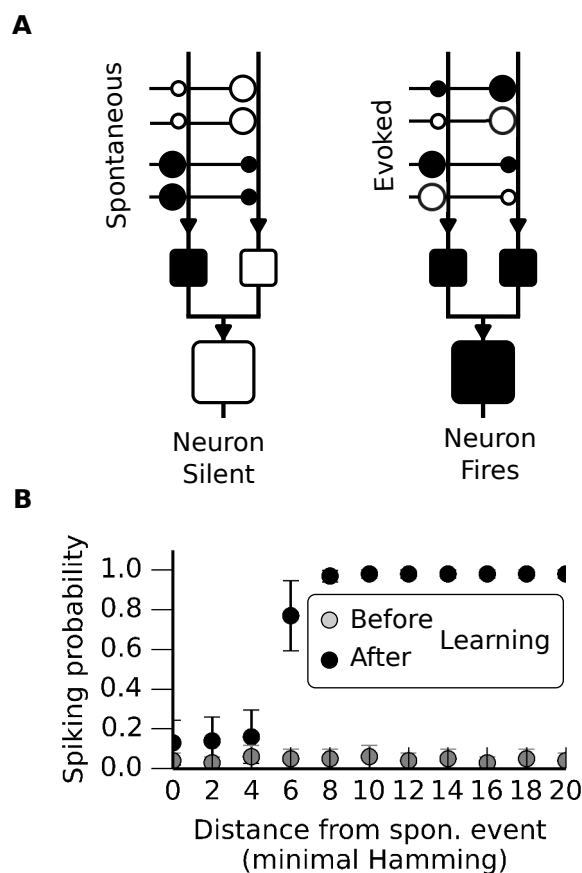 A
Spontaneous
Evoked
Neuron
Silent
Neuron
Fires
B
Spiking probability
1.0
0.8
0.6
0.4
0.2
0.0
Before
After
Learning
0 2 4 6 8 10 12 14 16 18 20
Distance from spon. event
(minimal Hamming)